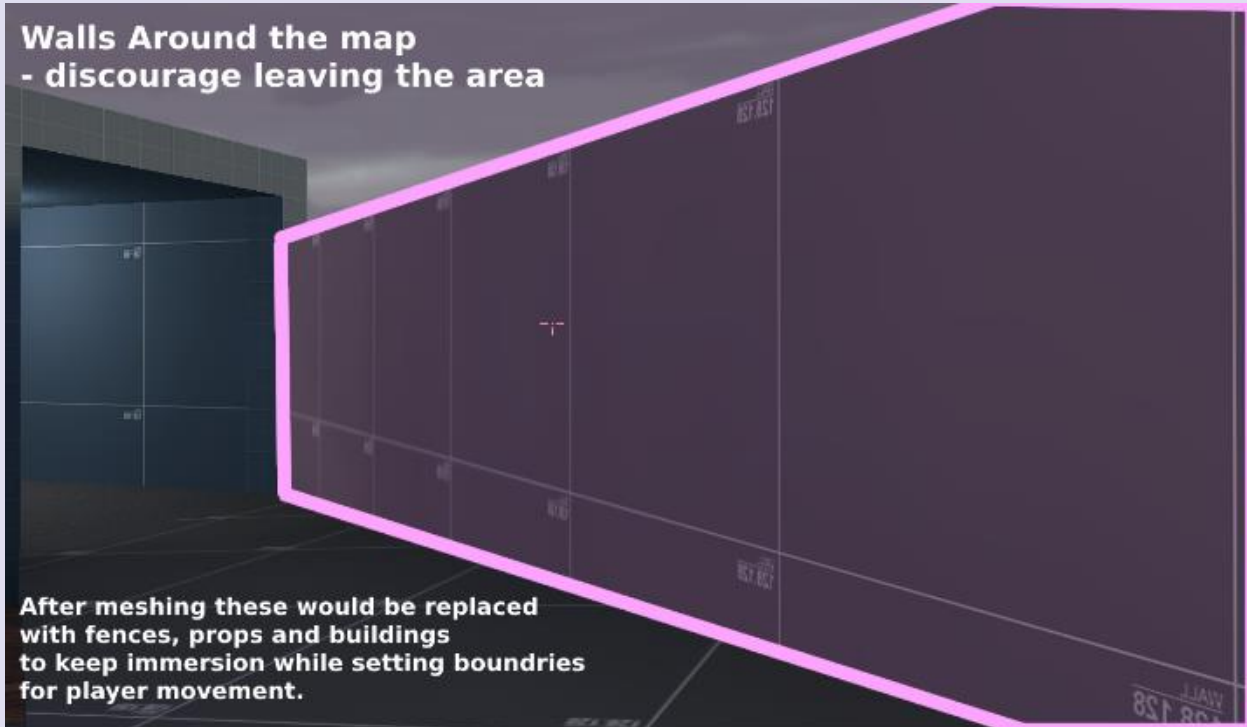 Walls Around the map
- discourage leaving the area
After meshing these would be replaced
with fences, props and buildings
to keep immersion while setting boundries
for player movement.
WALL